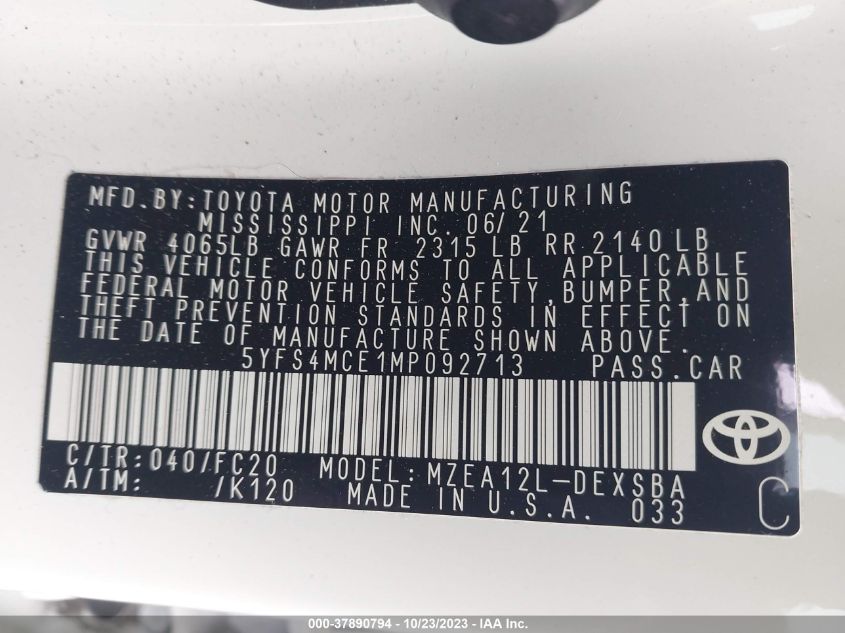 MFD.BY:TOYOTA MOTOR MANUFACTURING
MISSISSIPPI INC. 06/21
GVWR 4065LB GAWR FR 2315 LB RR 2140 LB
THIS VEHICLE CONFORMS TO ALL APPLICABLE
FEDERAL MOTOR VEHICLE SAFETY,BUMPER,AND
THEFT PREVENTION STANDARDS IN EFFECT ON
THE DATE OF MANUFACTURE SHOWN ABOVE.
5YFS4MCE1MP092713 PASS.CAR
C/TR:040/FC20 MODEL:MZEA12L-DEXSBA
A/TM: /K120 MADE IN U.S.A. 033 C
000-37890794 - 10/23/2023 - IAA Inc.